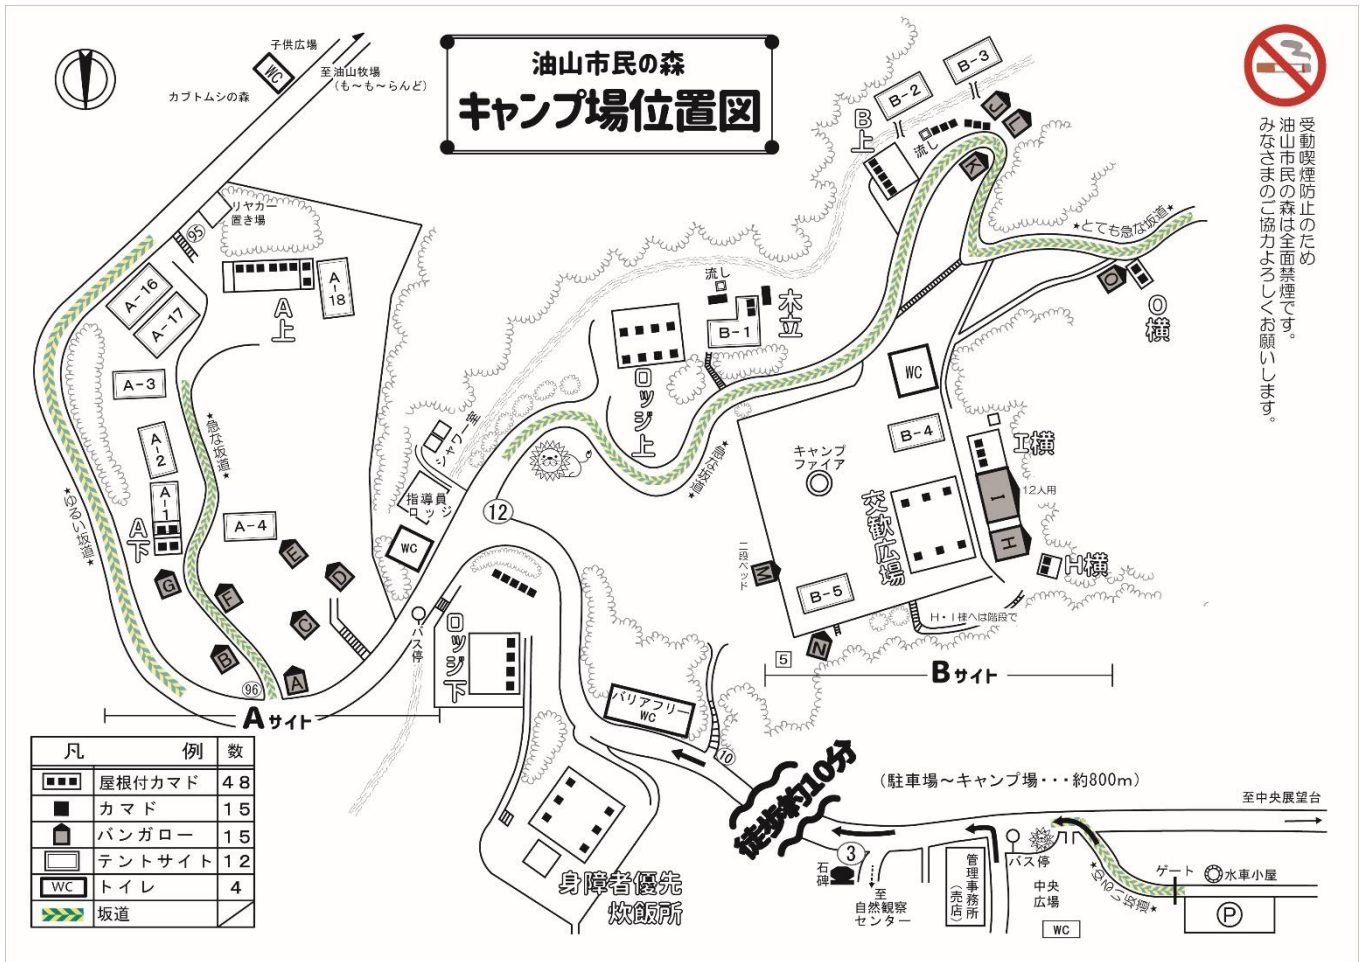 油山市民の森
キャンプ場位置図
受動喫煙防止のため
油山市民の森は全面禁煙です。
みなさまのご協力よろしくお願いします。
子供広場
WC
至油山牧場
(も～も～らんど)
カブトムシの森
リヤカー
置き場
95
A-16
A-17
A-18
A上
A-3
A-2
A-1
A下
A-4
★急な坂道★
★ゆるい坂道★
G
F
E
D
C
B
A
96
Aサイト
シャワー室
指導員
ロッジ
WC
12
バス停
ロッジ下
ロッジ上
流し
B-1
木立
★急な坂道★
B上
B-2
B-3
流し
J
L
K
★とても急な坂道★
O
O横
WC
B-4
キャンプ
ファイア
交歓広場
I横
I
12人用
H
H横
二段ベッド
M
B-5
N
5
H・I棟へは階段で
Bサイト
バリアフリー
WC
10
徒歩約10分
(駐車場～キャンプ場・・・約800m)
身障者優先
炊飯所
3
石碑
至
自然観察
センター
管理事務所
(売店)
バス停
中央
広場
WC
★ゆるい坂道★
ゲート
水車小屋
P
至中央展望台
凡例 数
屋根付カマド 48
カマド 15
バンガロー 15
テントサイト 12
WC トイレ 4
坂道